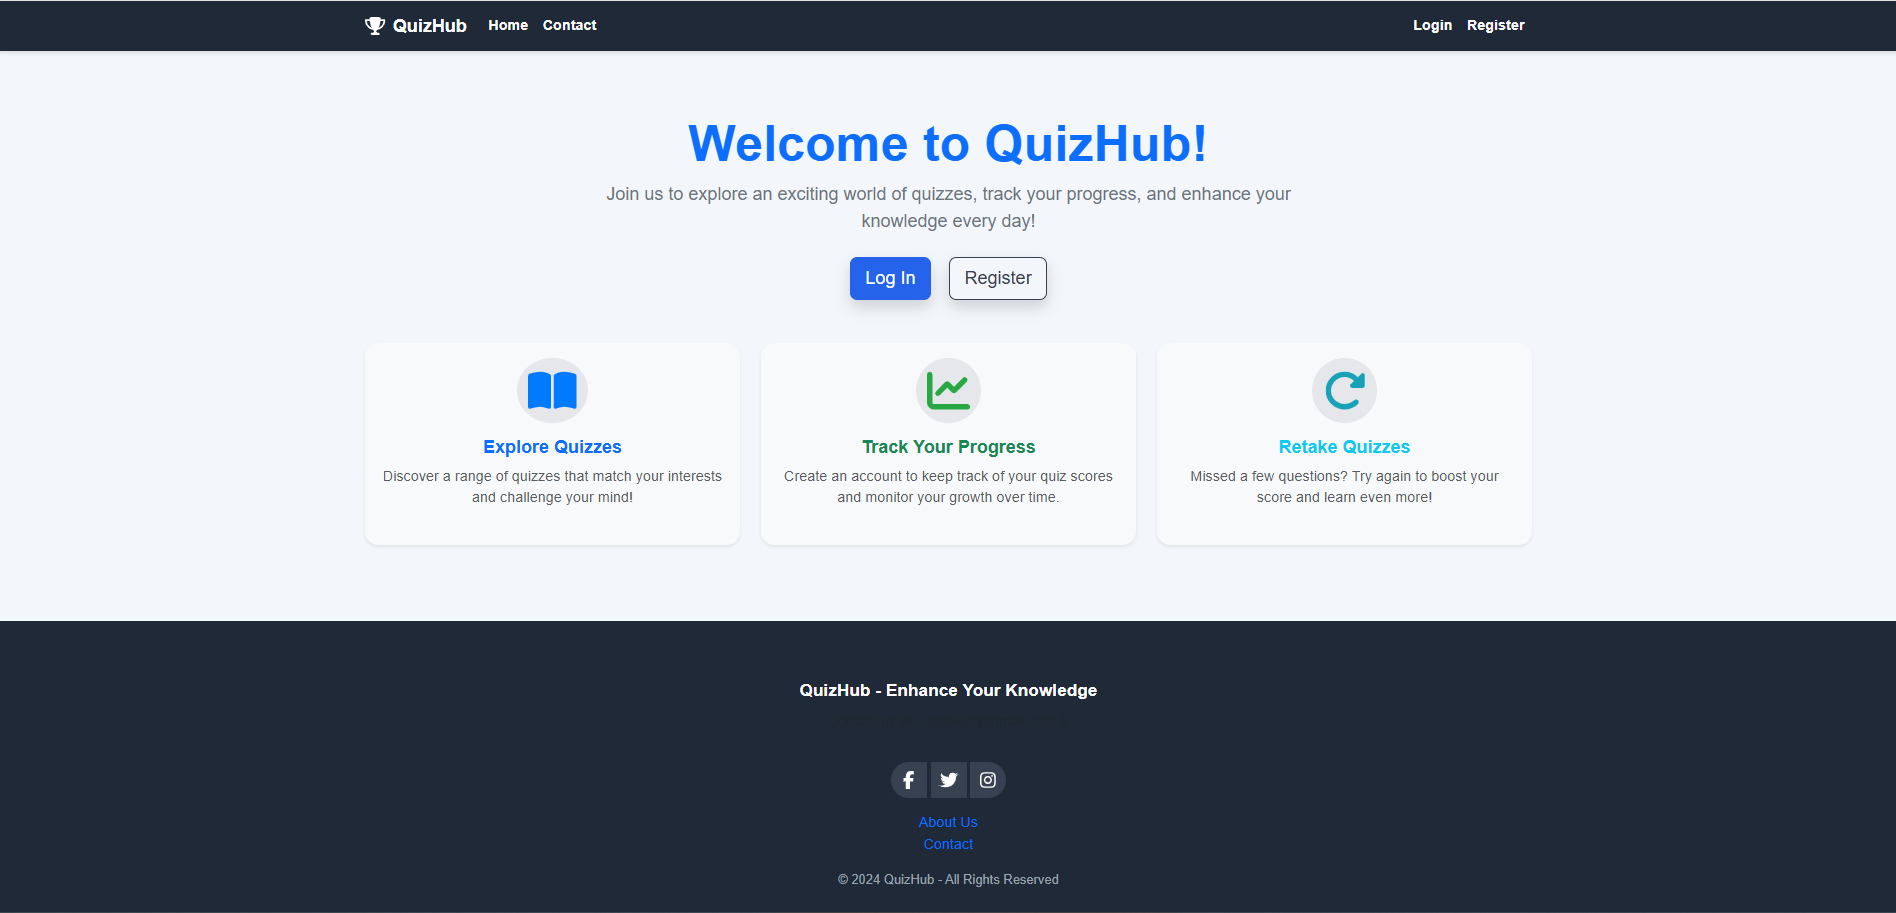 QuizHub Home Contact Login Register
Welcome to QuizHub!
Join us to explore an exciting world of quizzes, track your progress, and enhance your
knowledge every day!
Log In Register
Explore Quizzes
Discover a range of quizzes that match your interests
and challenge your mind!
Track Your Progress
Create an account to keep track of your quiz scores
and monitor your growth over time.
Retake Quizzes
Missed a few questions? Try again to boost your
score and learn even more!
QuizHub - Enhance Your Knowledge
About Us
Contact
© 2024 QuizHub - All Rights Reserved